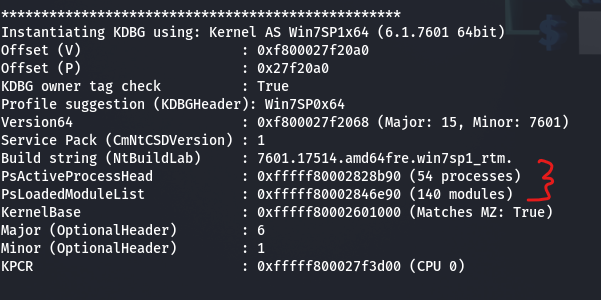 **************************************************
Instantiating KDBG using: Kernel AS Win7SP1x64 (6.1.7601 64bit)
Offset (V) : 0xf800027f20a0
Offset (P) : 0x27f20a0
KDBG owner tag check : True
Profile suggestion (KDBGHeader): Win7SP0x64
Version64 : 0xf800027f2068 (Major: 15, Minor: 7601)
Service Pack (CmNtCSDVersion) : 1
Build string (NtBuildLab) : 7601.17514.amd64fre.win7sp1_rtm.
PsActiveProcessHead : 0xfffff80002828b90 (54 processes)
PsLoadedModuleList : 0xfffff80002846e90 (140 modules)
KernelBase : 0xfffff80002601000 (Matches MZ: True)
Major (OptionalHeader) : 6
Minor (OptionalHeader) : 1
KPCR : 0xfffff800027f3d00 (CPU 0)